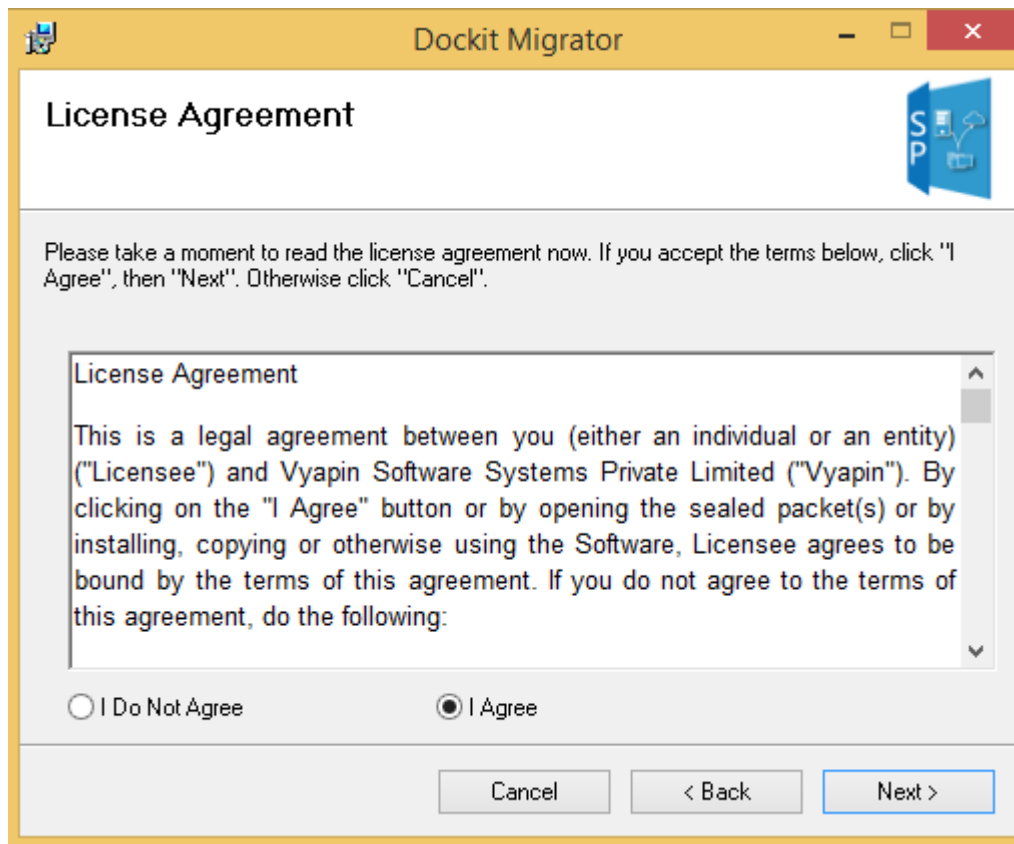 Dockit Migrator
License Agreement
S
P
Please take a moment to read the license agreement now. If you accept the terms below, click "I
Agree", then "Next". Otherwise click "Cancel".
License Agreement
This is a legal agreement between you (either an individual or an entity)
("Licensee") and Vyapin Software Systems Private Limited ("Vyapin"). By
clicking on the "I Agree" button or by opening the sealed packet(s) or by
installing, copying or otherwise using the Software, Licensee agrees to be
bound by the terms of this agreement. If you do not agree to the terms of
this agreement, do the following:
I Do Not Agree
I Agree
Cancel
< Back
Next >